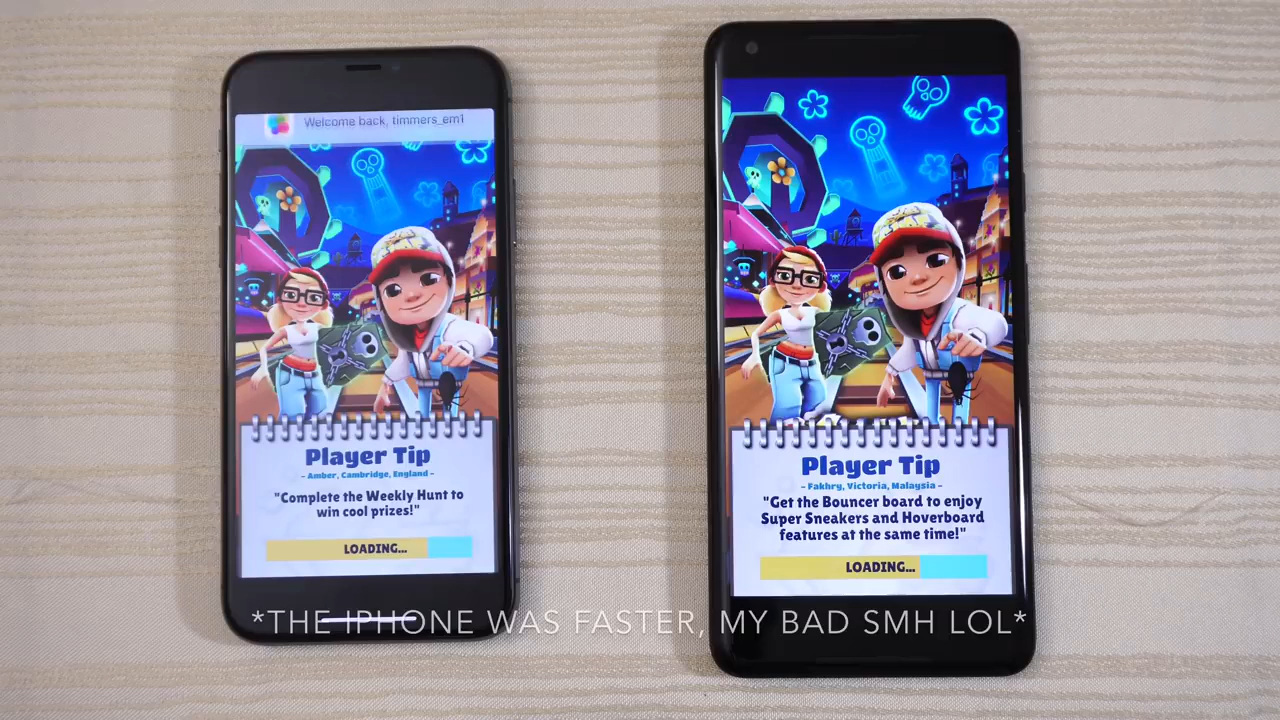 Welcome back, timmers_em1
Player Tip
- Amber, Cambridge, England -
"Complete the Weekly Hunt to
win cool prizes!"
LOADING...
Player Tip
- Fakhry, Victoria, Malaysia -
"Get the Bouncer board to enjoy
Super Sneakers and Hoverboard
features at the same time!"
LOADING...
*THE IPHONE WAS FASTER, MY BAD SMH LOL*